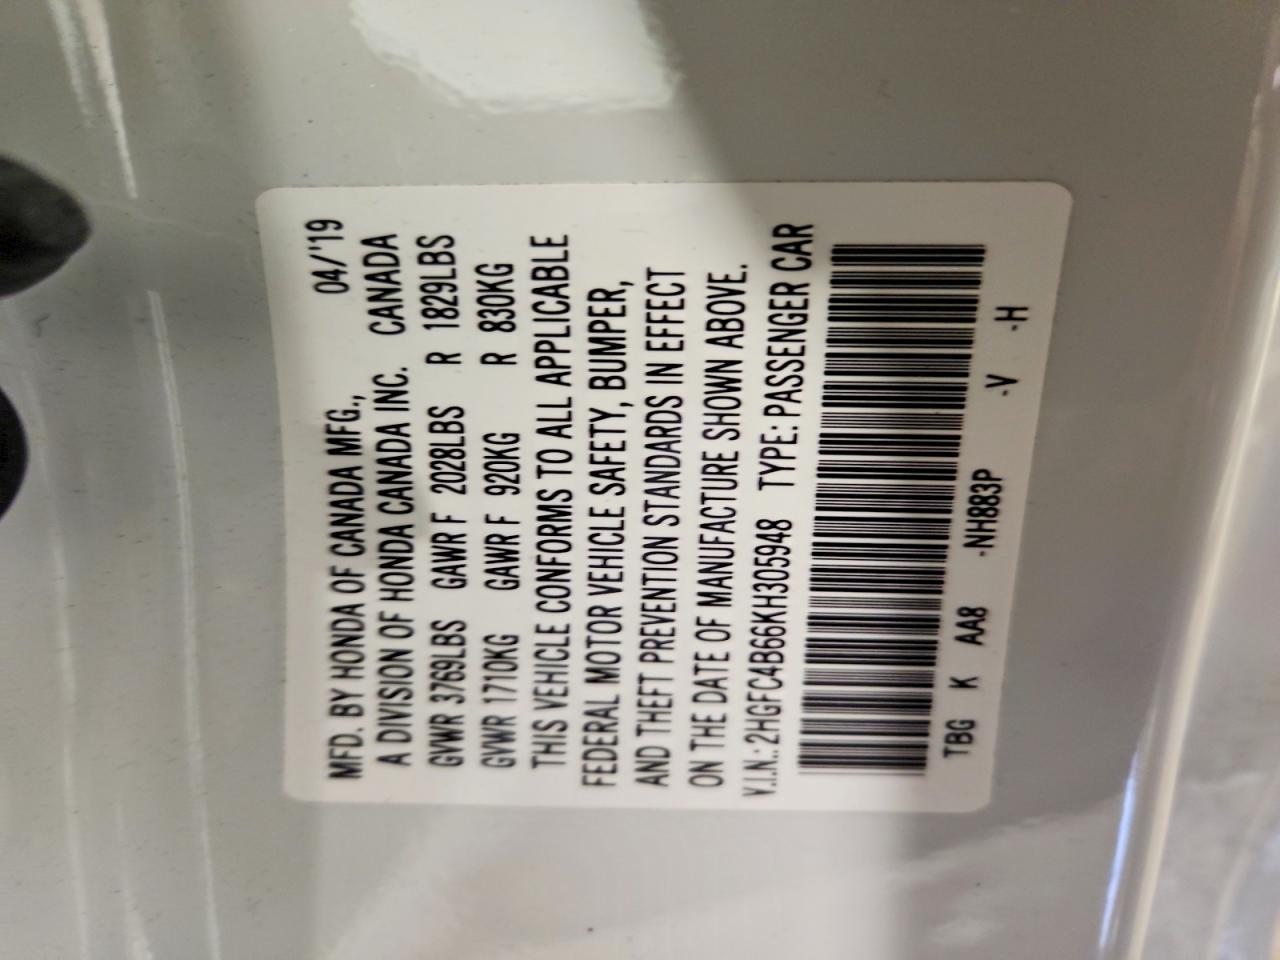 MFD. BY HONDA OF CANADA MFG., 04/'19
A DIVISION OF HONDA CANADA INC. CANADA
GVWR 3769LBS GAWR F 2028LBS R 1829LBS
GVWR 1710KG GAWR F 920KG R 830KG
THIS VEHICLE CONFORMS TO ALL APPLICABLE
FEDERAL MOTOR VEHICLE SAFETY, BUMPER,
AND THEFT PREVENTION STANDARDS IN EFFECT
ON THE DATE OF MANUFACTURE SHOWN ABOVE.
V.I.N.: 2HGFC4B66KH305948 TYPE: PASSENGER CAR
TBG K AA8 -NH883P -V -H